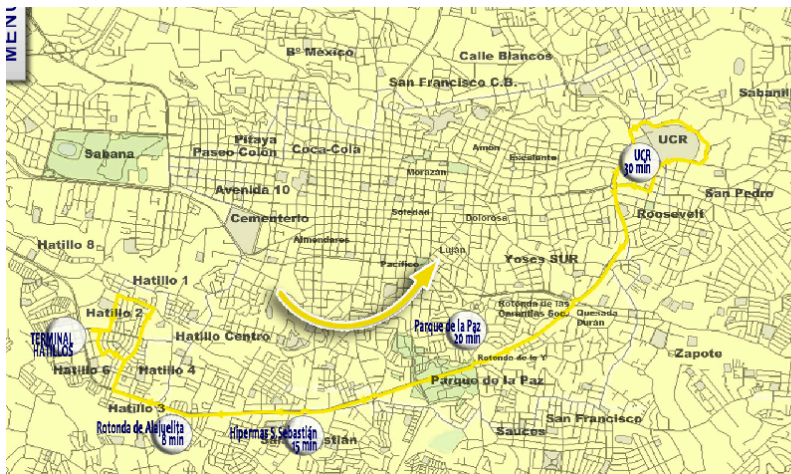 MENU
Bº México
Calle Blancos
San Francisco C.B.
Sabanil
Pitaya
Paseo Colón
Coca-Cola
Amón
Escalante
UCR
UCR
30 min
Sabana
Morazán
Avenida 10
San Pedro
Cementerio
Soledad
Dolorosa
Roosevelt
Hatillo 8
Almendares
Luján
Pacífico
Yoses SUR
Hatillo 1
Hatillo 2
Rotonda de las
Garantías Soc.
Quesada
Durán
TERMINAL
HATILLOS
Hatillo Centro
Parque de la Paz
20 min
Zapote
Rotonda de la Y
Hatillo 6
Hatillo 4
Parque de la Paz
Hatillo 3
Rotonda de Alajuelita
8 min
Hipermas S.Sebastián
15 min
San Francisco
Sauces